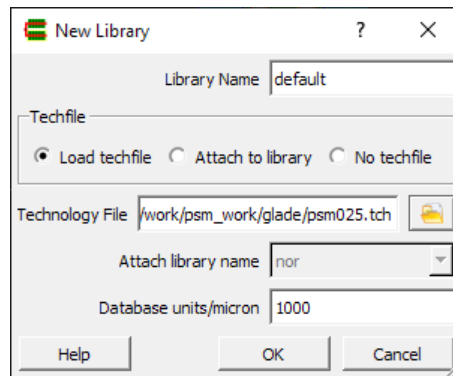 New Library
Library Name default
Techfile
Load techfile Attach to library No techfile
Technology File /work/psm_work/glade/psm025.tch
Attach library name nor
Database units/micron 1000
Help OK Cancel